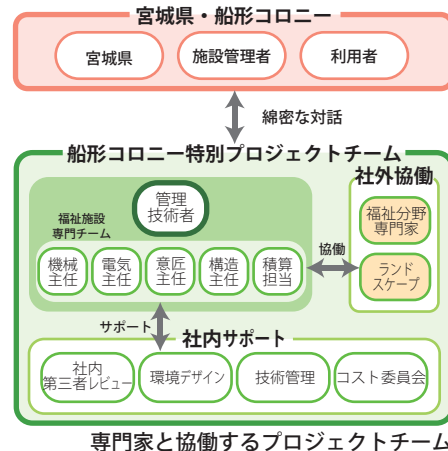 宮城県・船形コロニー
宮城県
施設管理者
利用者
綿密な対話
船形コロニー特別プロジェクトチーム
管理
技術者
福祉施設
専門チーム
機械
主任
電気
主任
意匠
主任
構造
主任
積算
担当
協働
社外協働
福祉分野
専門家
ランド
スケープ
サポート
社内サポート
社内
第三者レビュー
環境デザイン
技術管理
コスト委員会
専門家と協働するプロジェクトチーム